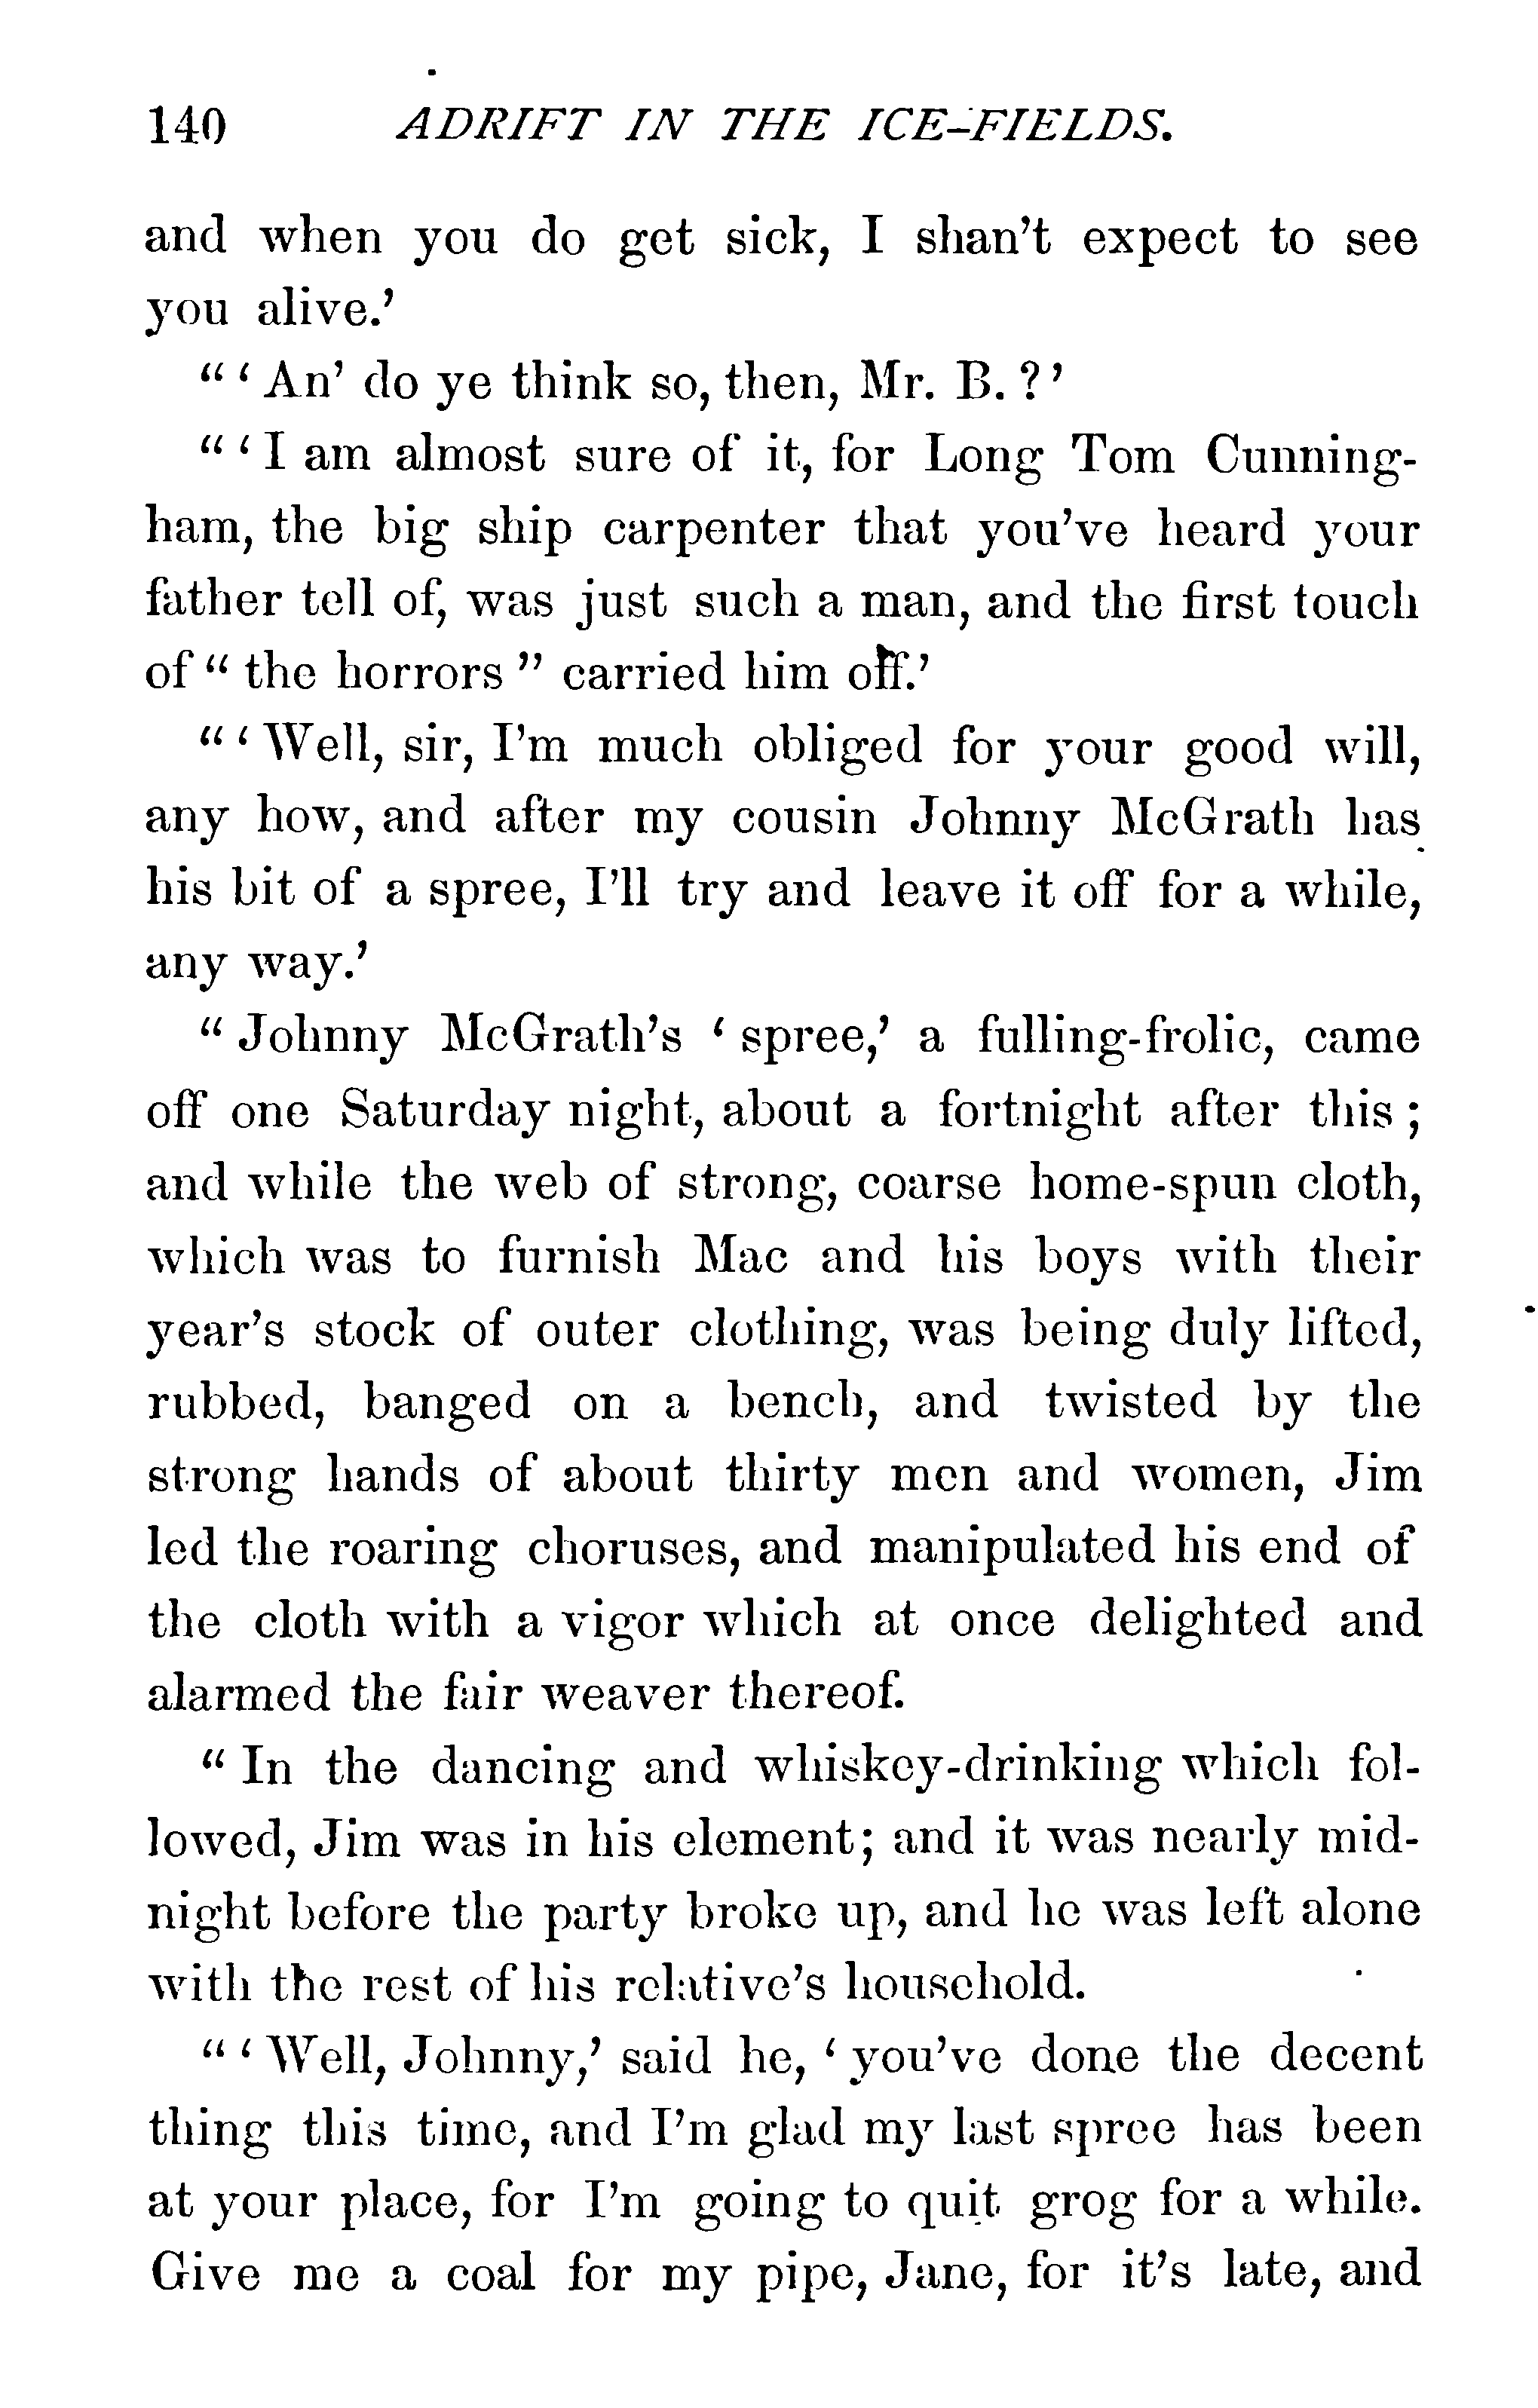 140 ADRIFT IN THE ICE-FIELDS.
and when you do get sick, I shan't expect to see
you alive.'
"'An' do ye think so, then, Mr. B.?'
"'I am almost sure of it, for Long Tom Cunning-
ham, the big ship carpenter that you've heard your
father tell of, was just such a man, and the first touch
of "the horrors" carried him off.'
"'Well, sir, I'm much obliged for your good will,
any how, and after my cousin Johnny McGrath has
his bit of a spree, I'll try and leave it off for a while,
any way.'
"Johnny McGrath's 'spree,' a fulling-frolic, came
off one Saturday night, about a fortnight after this;
and while the web of strong, coarse home-spun cloth,
which was to furnish Mac and his boys with their
year's stock of outer clothing, was being duly lifted,
rubbed, banged on a bench, and twisted by the
strong hands of about thirty men and women, Jim
led the roaring choruses, and manipulated his end of
the cloth with a vigor which at once delighted and
alarmed the fair weaver thereof.
"In the dancing and whiskey-drinking which fol-
lowed, Jim was in his element; and it was nearly mid-
night before the party broke up, and he was left alone
with the rest of his relative's household.
"'Well, Johnny,' said he, 'you've done the decent
thing this time, and I'm glad my last spree has been
at your place, for I'm going to quit grog for a while.
Give me a coal for my pipe, Jane, for it's late, and